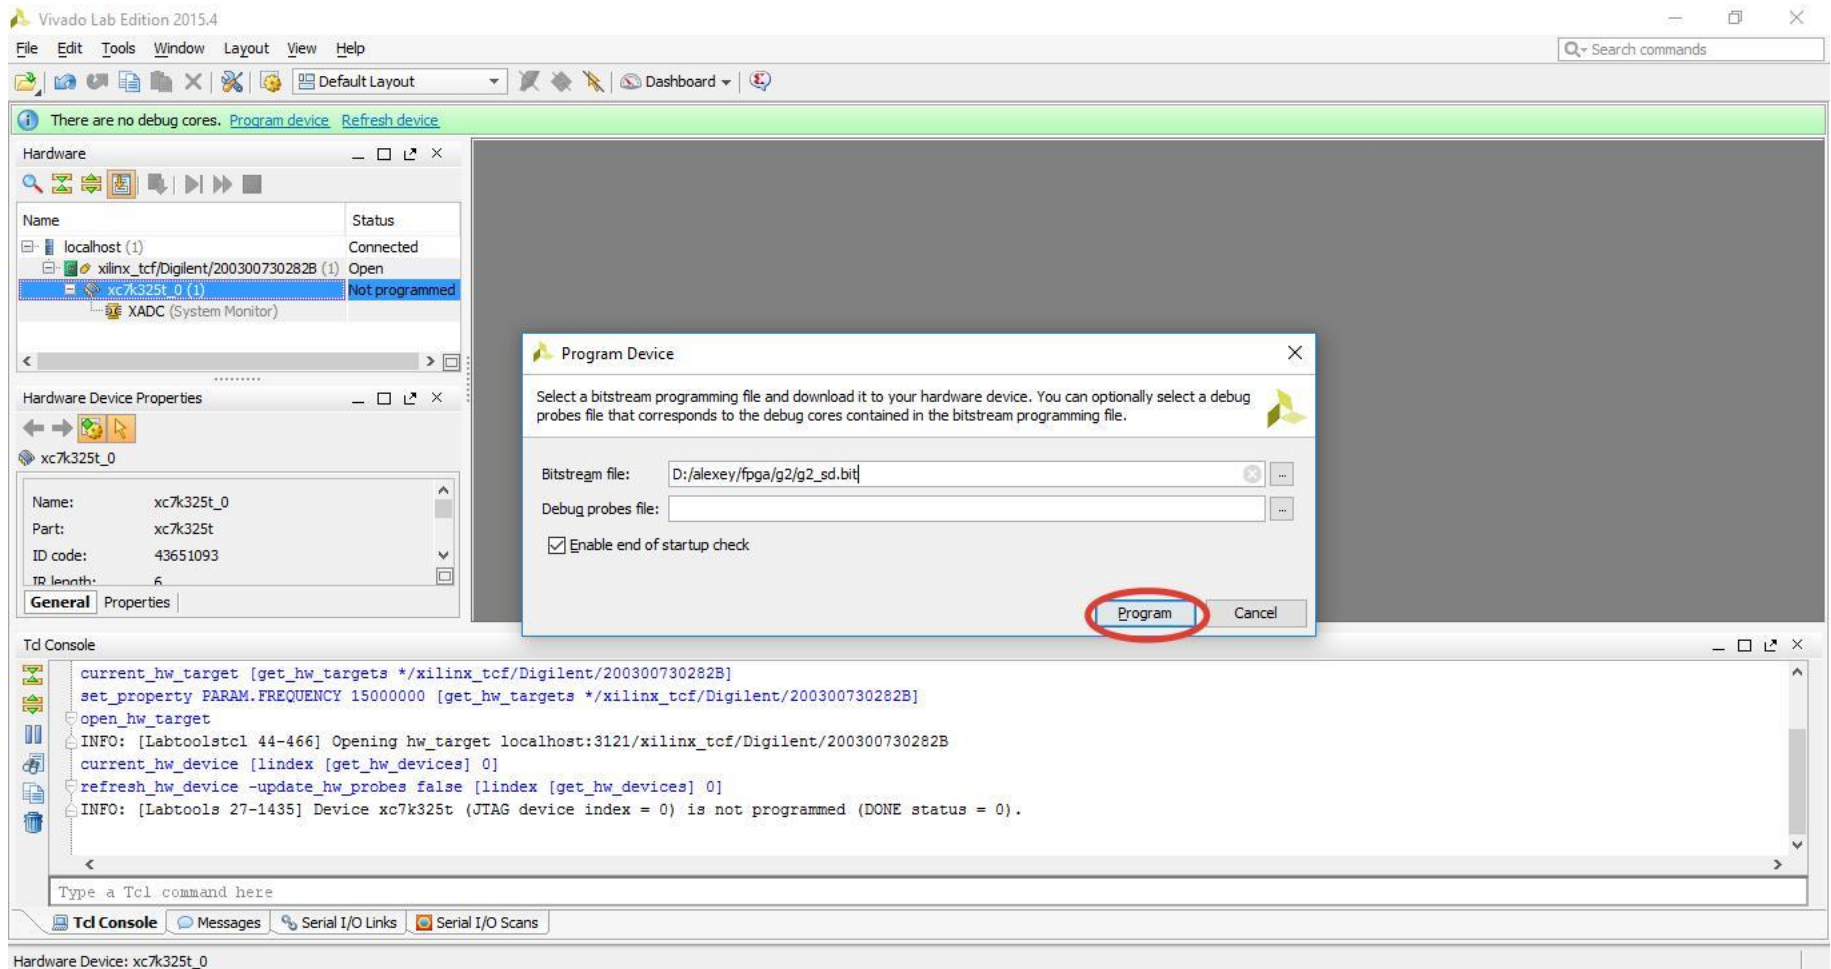 Vivado Lab Edition 2015.4
File Edit Tools Window Layout View Help
Search commands
Default Layout
Dashboard
There are no debug cores. Program device Refresh device
Hardware
Name Status
localhost (1) Connected
xilinx_tcf/Digilent/200300730282B (1) Open
xc7k325t_0 (1) Not programmed
XADC (System Monitor)
Hardware Device Properties
xc7k325t_0
Name: xc7k325t_0
Part: xc7k325t
ID code: 43651093
IR length: 6
General Properties
Program Device
Select a bitstream programming file and download it to your hardware device. You can optionally select a debug
probes file that corresponds to the debug cores contained in the bitstream programming file.
Bitstream file: D:/alexey/fpga/g2/g2_sd.bit
...
Debug probes file:
...
Enable end of startup check
Program Cancel
Tcl Console
current_hw_target [get_hw_targets */xilinx_tcf/Digilent/200300730282B]
set_property PARAM.FREQUENCY 15000000 [get_hw_targets */xilinx_tcf/Digilent/200300730282B]
open_hw_target
INFO: [Labtoolstcl 44-466] Opening hw_target localhost:3121/xilinx_tcf/Digilent/200300730282B
current_hw_device [lindex [get_hw_devices] 0]
refresh_hw_device -update_hw_probes false [lindex [get_hw_devices] 0]
INFO: [Labtools 27-1435] Device xc7k325t (JTAG device index = 0) is not programmed (DONE status = 0).
Type a Tcl command here
Tcl Console Messages Serial I/O Links Serial I/O Scans
Hardware Device: xc7k325t_0